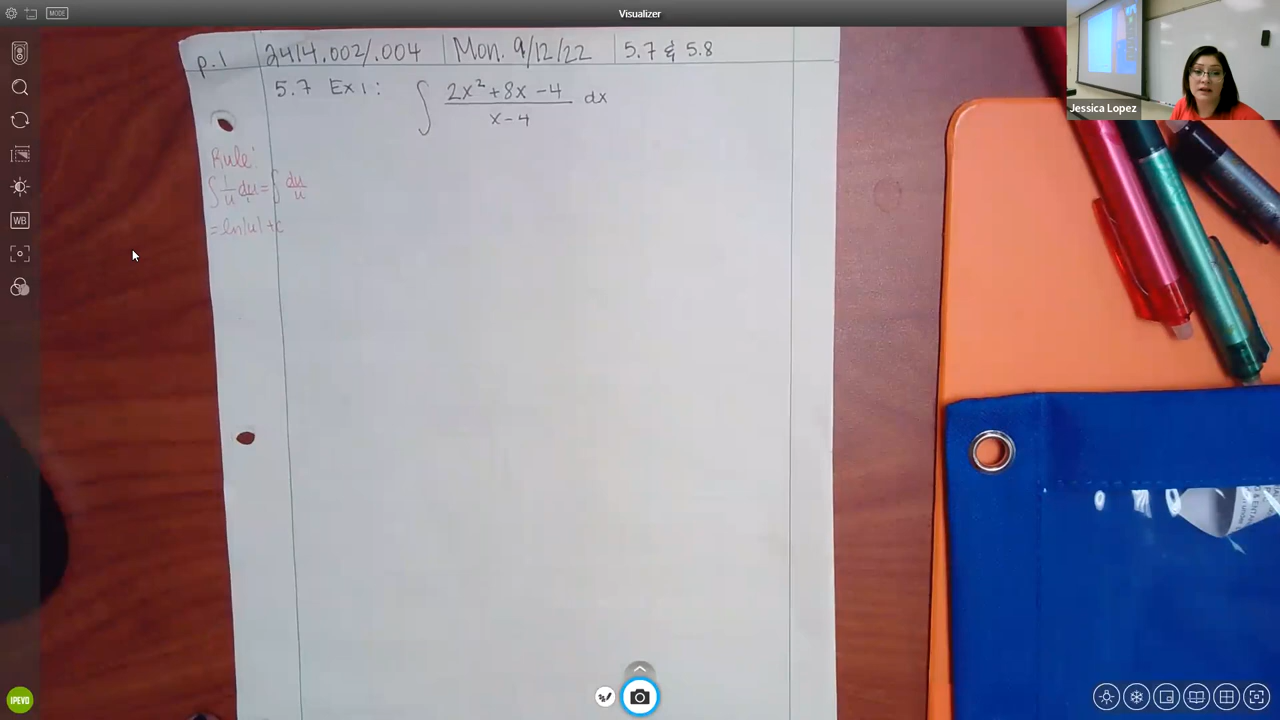 MODE
Visualizer
Jessica Lopez
p.1 2414.002/.004 Mon. 9/12/22 5.7 & 5.8
5.7 Ex 1: ∫ (2x² + 8x - 4)/(x - 4) dx
Rule:
∫ 1/u du = ∫ du/u
= ln|u| + c
WB
IPEVO